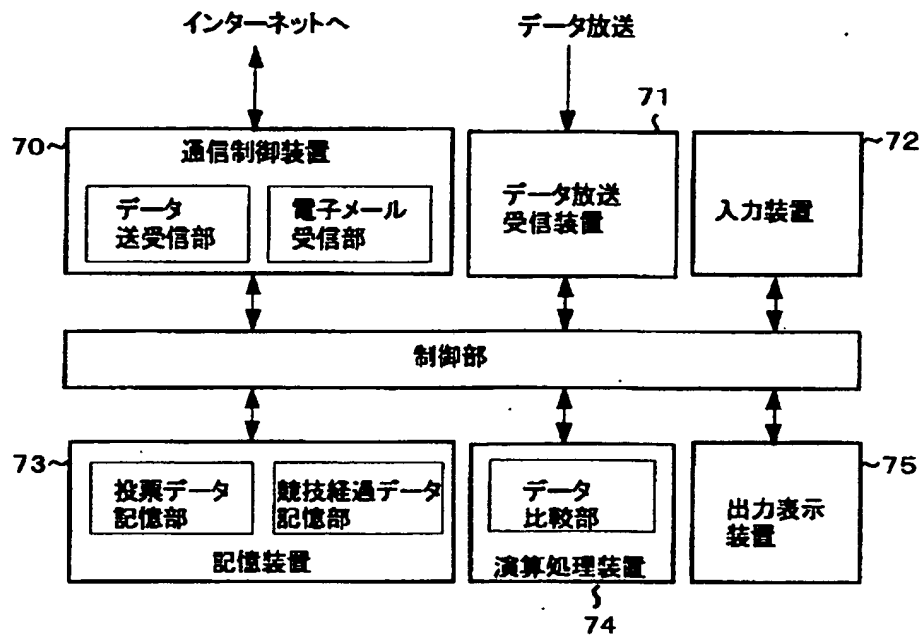 インターネットへ
データ放送
70
通信制御装置
データ
送受信部
電子メール
受信部
71
データ放送
受信装置
72
入力装置
制御部
73
投票データ
記憶部
競技経過データ
記憶部
記憶装置
データ
比較部
演算処理装置
74
75
出力表示
装置